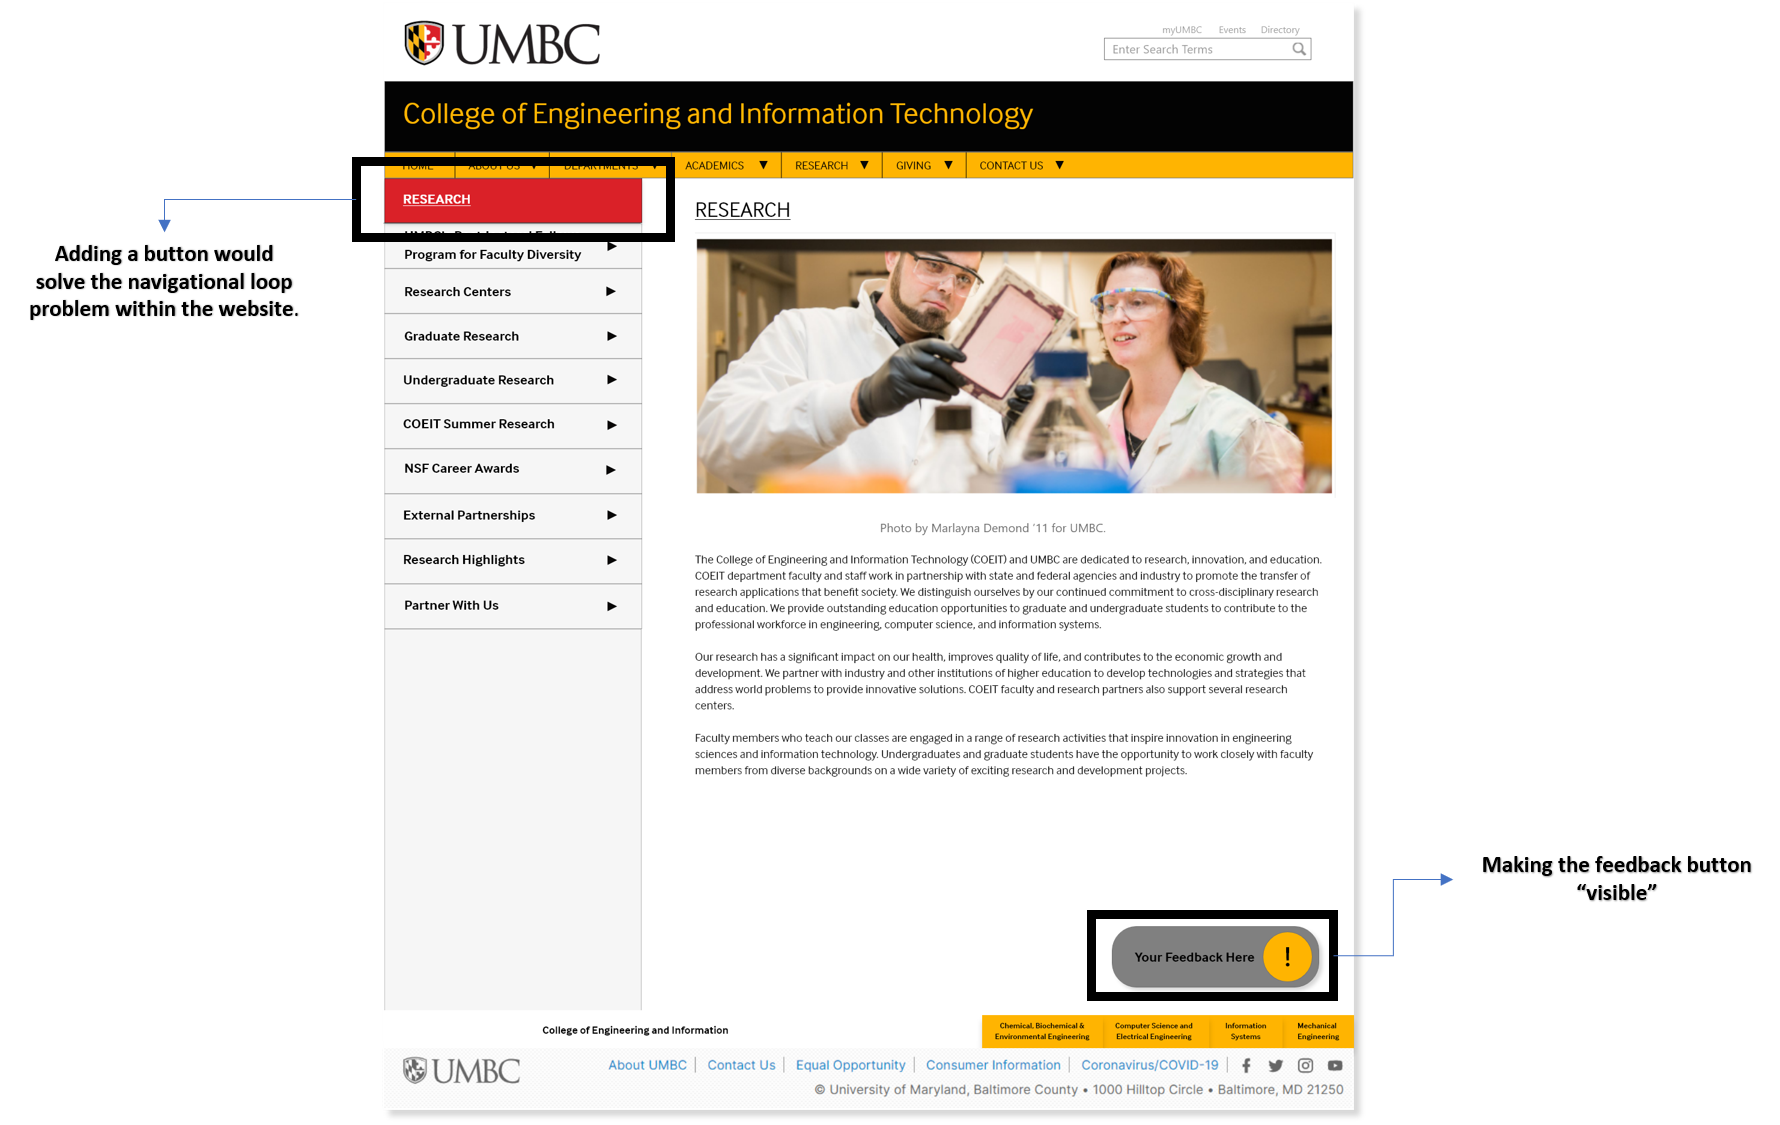 UMBC
myUMBC Events Directory
Enter Search Terms
College of Engineering and Information Technology
HOME ABOUT US DEPARTMENTS ACADEMICS RESEARCH GIVING CONTACT US
RESEARCH
Program for Faculty Diversity
Research Centers
Graduate Research
Undergraduate Research
COEIT Summer Research
NSF Career Awards
External Partnerships
Research Highlights
Partner With Us
Adding a button would
solve the navigational loop
problem within the website.
RESEARCH
Photo by Marlayna Demond '11 for UMBC.
The College of Engineering and Information Technology (COEIT) and UMBC are dedicated to research, innovation, and education.
COEIT department faculty and staff work in partnership with state and federal agencies and industry to promote the transfer of
research applications that benefit society. We distinguish ourselves by our continued commitment to cross-disciplinary research
and education. We provide outstanding education opportunities to graduate and undergraduate students to contribute to the
professional workforce in engineering, computer science, and information systems.
Our research has a significant impact on our health, improves quality of life, and contributes to the economic growth and
development. We partner with industry and other institutions of higher education to develop technologies and strategies that
address world problems to provide innovative solutions. COEIT faculty and research partners also support several research
centers.
Faculty members who teach our classes are engaged in a range of research activities that inspire innovation in engineering
sciences and information technology. Undergraduates and graduate students have the opportunity to work closely with faculty
members from diverse backgrounds on a wide variety of exciting research and development projects.
Making the feedback button
“visible”
Your Feedback Here !
College of Engineering and Information
Chemical, Biochemical &
Environmental Engineering
Computer Science and
Electrical Engineering
Information
Systems
Mechanical
Engineering
UMBC
About UMBC Contact Us Equal Opportunity Consumer Information Coronavirus/COVID-19
© University of Maryland, Baltimore County • 1000 Hilltop Circle • Baltimore, MD 21250